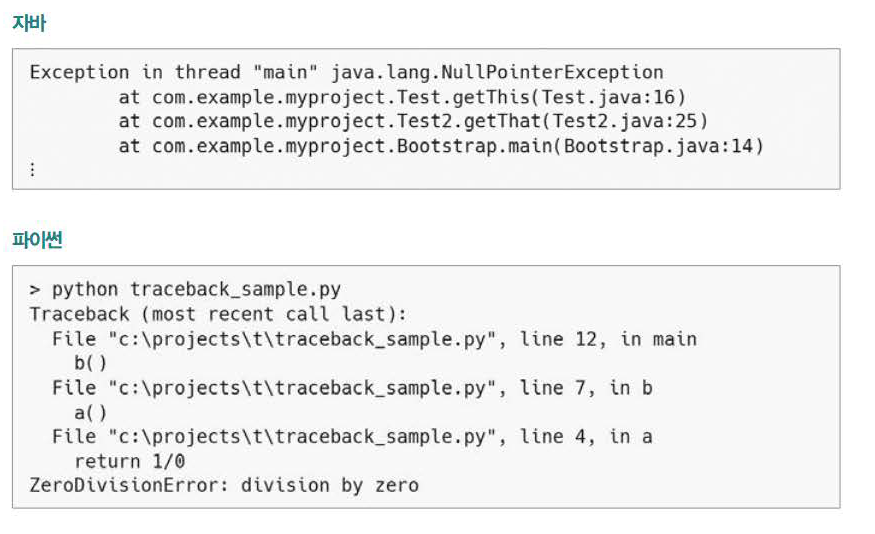 자바
Exception in thread "main" java.lang.NullPointerException
        at com.example.myproject.Test.getThis(Test.java:16)
        at com.example.myproject.Test2.getThat(Test2.java:25)
        at com.example.myproject.Bootstrap.main(Bootstrap.java:14)
⋮
파이썬
> python traceback_sample.py
Traceback (most recent call last):
  File "c:\projects\t\traceback_sample.py", line 12, in main
    b()
  File "c:\projects\t\traceback_sample.py", line 7, in b
    a()
  File "c:\projects\t\traceback_sample.py", line 4, in a
    return 1/0
ZeroDivisionError: division by zero